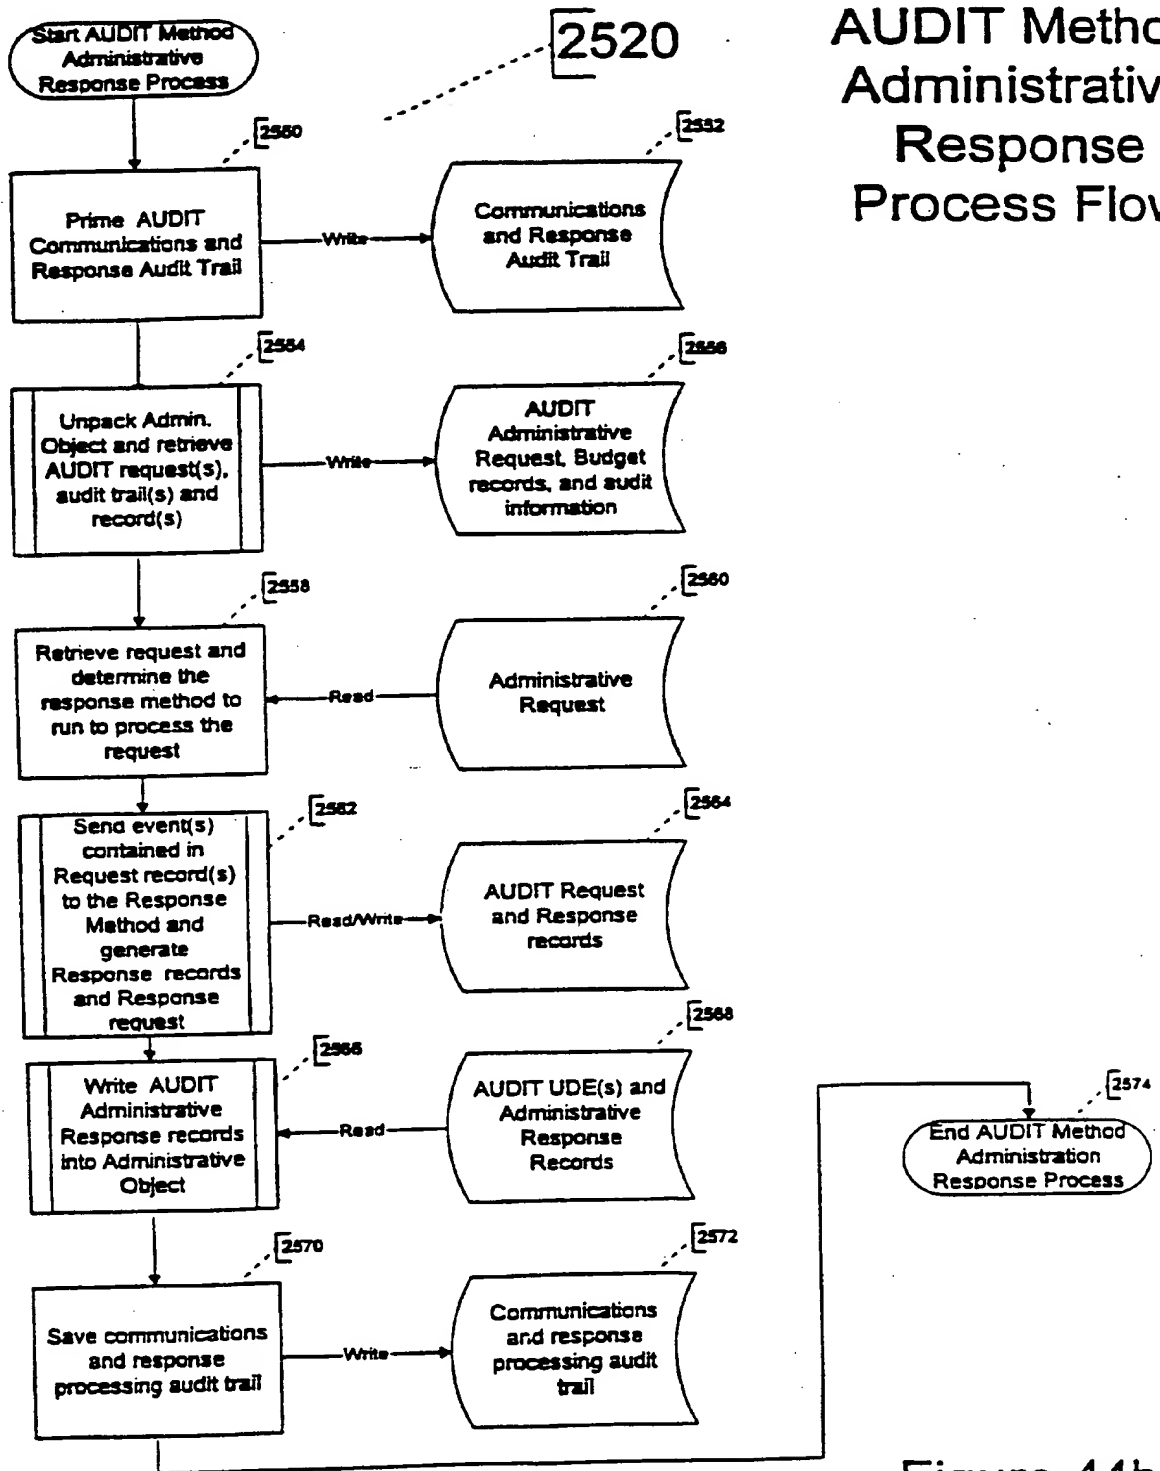 Start AUDIT Method
Administrative
Response Process
2520
AUDIT Metho
Administrativ
Response
Process Flov
2550
2552
Prime AUDIT
Communications and
Response Audit Trail
Write
Communications
and Response
Audit Trail
2554
2556
Unpack Admin.
Object and retrieve
AUDIT request(s),
audit trail(s) and
record(s)
Write
AUDIT
Administrative
Request, Budget
records, and audit
information
2558
2560
Retrieve request and
determine the
response method to
run to process the
request
Read
Administrative
Request
2562
2564
Send event(s)
contained in
Request record(s)
to the Response
Method and
generate
Response records
and Response
request
Read/Write
AUDIT Request
and Response
records
2566
2568
Write AUDIT
Administrative
Response records
into Administrative
Object
Read
AUDIT UDE(s) and
Administrative
Response
Records
2574
End AUDIT Method
Administration
Response Process
2570
2572
Save communications
and response
processing audit trail
Write
Communications
and response
processing audit
trail
Figure 44b